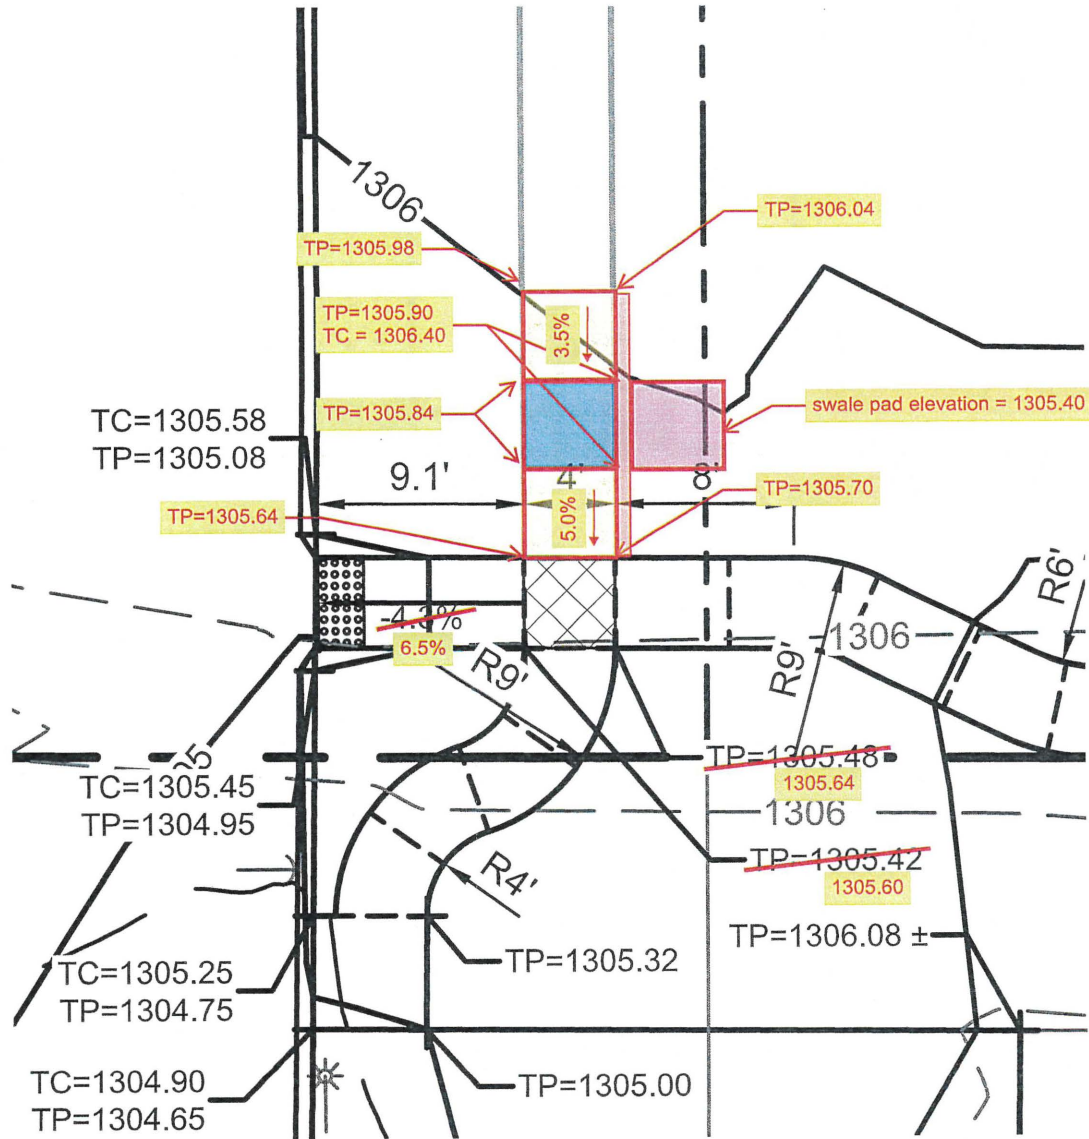 1306
TP=1306.04
TP=1305.98
TP=1305.90
TC = 1306.40
3.5%
TP=1305.84
swale pad elevation = 1305.40
TC=1305.58
TP=1305.08
9.1'
4'
8'
TP=1305.70
5.0%
TP=1305.64
-4.3%
6.5%
R9'
R9'
1306
R6'
TP=1305.48
1305.64
1306
TC=1305.45
TP=1304.95
TP=1305.42
1305.60
R4'
TP=1306.08 ±
TP=1305.32
TC=1305.25
TP=1304.75
TP=1305.00
TC=1304.90
TP=1304.65